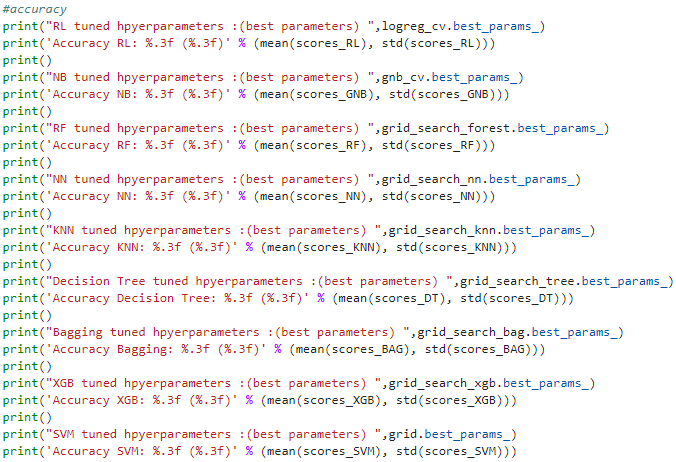 #accuracy
print("RL tuned hpyerparameters :(best parameters) ",logreg_cv.best_params_)
print('Accuracy RL: %.3f (%.3f)' % (mean(scores_RL), std(scores_RL)))
print()
print("NB tuned hpyerparameters :(best parameters) ",gnb_cv.best_params_)
print('Accuracy NB: %.3f (%.3f)' % (mean(scores_GNB), std(scores_GNB)))
print()
print("RF tuned hpyerparameters :(best parameters) ",grid_search_forest.best_params_)
print('Accuracy RF: %.3f (%.3f)' % (mean(scores_RF), std(scores_RF)))
print()
print("NN tuned hpyerparameters :(best parameters) ",grid_search_nn.best_params_)
print('Accuracy NN: %.3f (%.3f)' % (mean(scores_NN), std(scores_NN)))
print()
print("KNN tuned hpyerparameters :(best parameters) ",grid_search_knn.best_params_)
print('Accuracy KNN: %.3f (%.3f)' % (mean(scores_KNN), std(scores_KNN)))
print()
print("Decision Tree tuned hpyerparameters :(best parameters) ",grid_search_tree.best_params_)
print('Accuracy Decision Tree: %.3f (%.3f)' % (mean(scores_DT), std(scores_DT)))
print()
print("Bagging tuned hpyerparameters :(best parameters) ",grid_search_bag.best_params_)
print('Accuracy Bagging: %.3f (%.3f)' % (mean(scores_BAG), std(scores_BAG)))
print()
print("XGB tuned hpyerparameters :(best parameters) ",grid_search_xgb.best_params_)
print('Accuracy XGB: %.3f (%.3f)' % (mean(scores_XGB), std(scores_XGB)))
print()
print("SVM tuned hpyerparameters :(best parameters) ",grid.best_params_)
print('Accuracy SVM: %.3f (%.3f)' % (mean(scores_SVM), std(scores_SVM)))